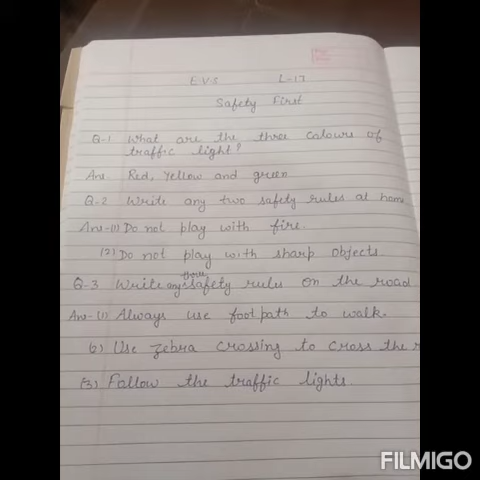 E.V.S L-17
Safety First
Q-1 What are the three colours of
traffic light?
Ans Red, Yellow and green
Q-2 Write any two safety rules at home
Ans-(1) Do not play with fire.
(2) Do not play with sharp objects.
three
Q-3 Write any safety rules on the road
Ans-(1) Always use foot path to walk.
(2) Use zebra crossing to cross the
(3) Follow the traffic lights.
FILMIGO